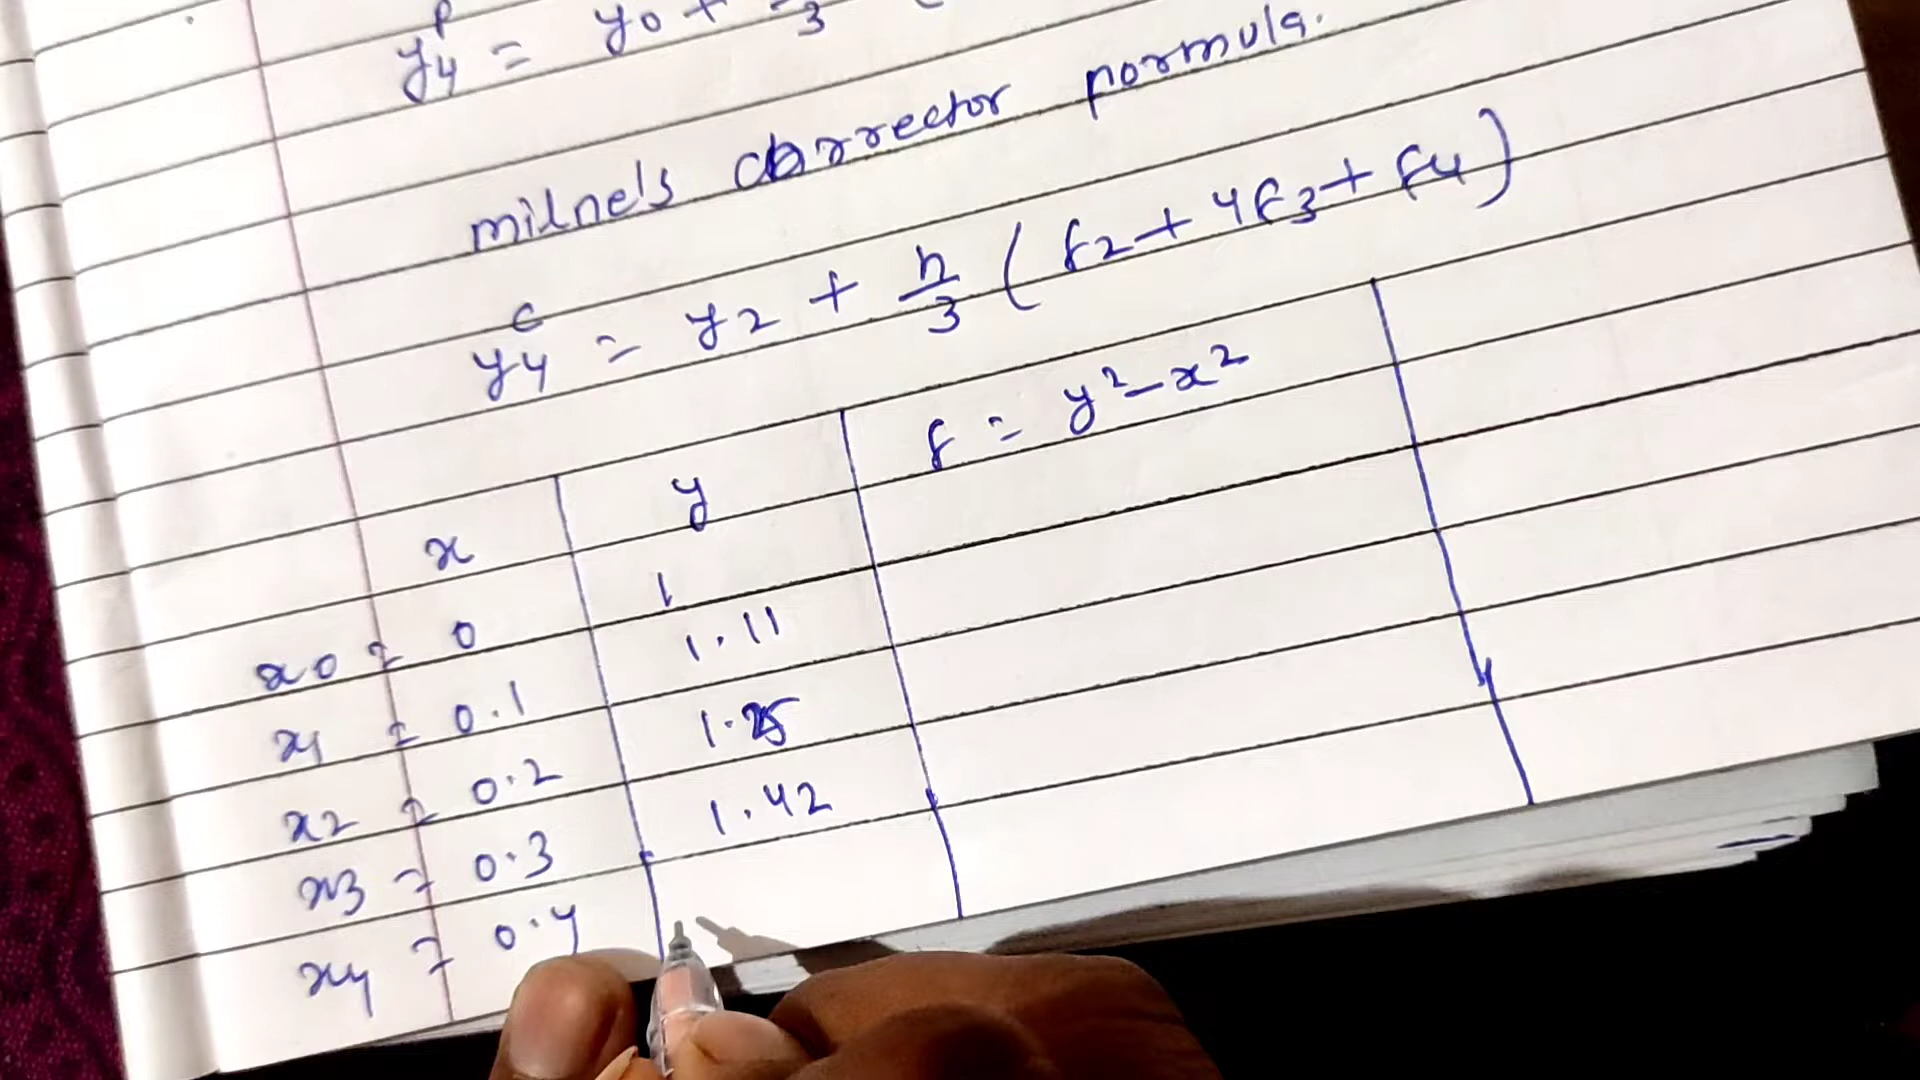 y4^p = y0 + 3
milne's corrector formula.
y4^c = y2 + h/3 ( f2 + 4f3 + f4 )
x y f = y² - x²
x0 = 0 1
x1 = 0.1 1.11
x2 = 0.2 1.25
x3 = 0.3 1.42
x4 = 0.4